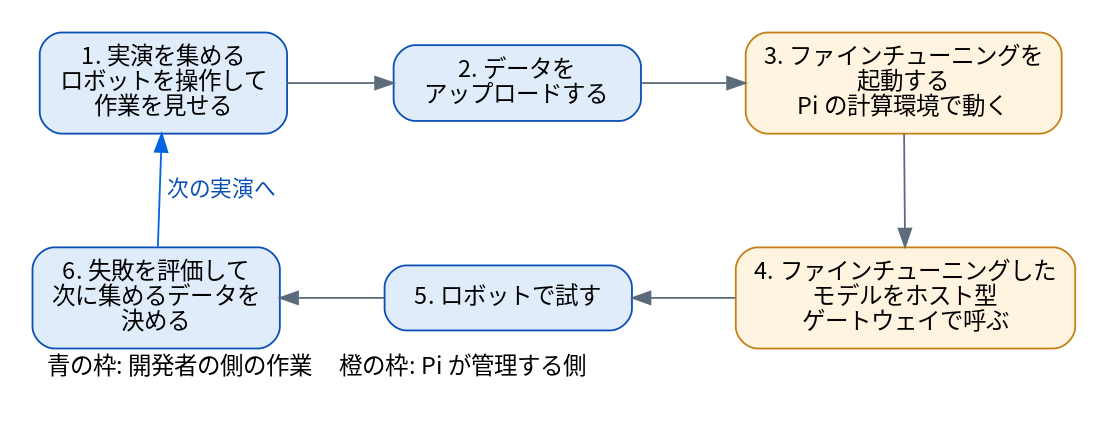 1. 実演を集める
ロボットを操作して
作業を見せる
2. データを
アップロードする
3. ファインチューニングを
起動する
Pi の計算環境で動く
次の実演へ
6. 失敗を評価して
次に集めるデータを
決める
5. ロボットで試す
4. ファインチューニングした
モデルをホスト型
ゲートウェイで呼ぶ
青の枠: 開発者の側の作業 橙の枠: Pi が管理する側